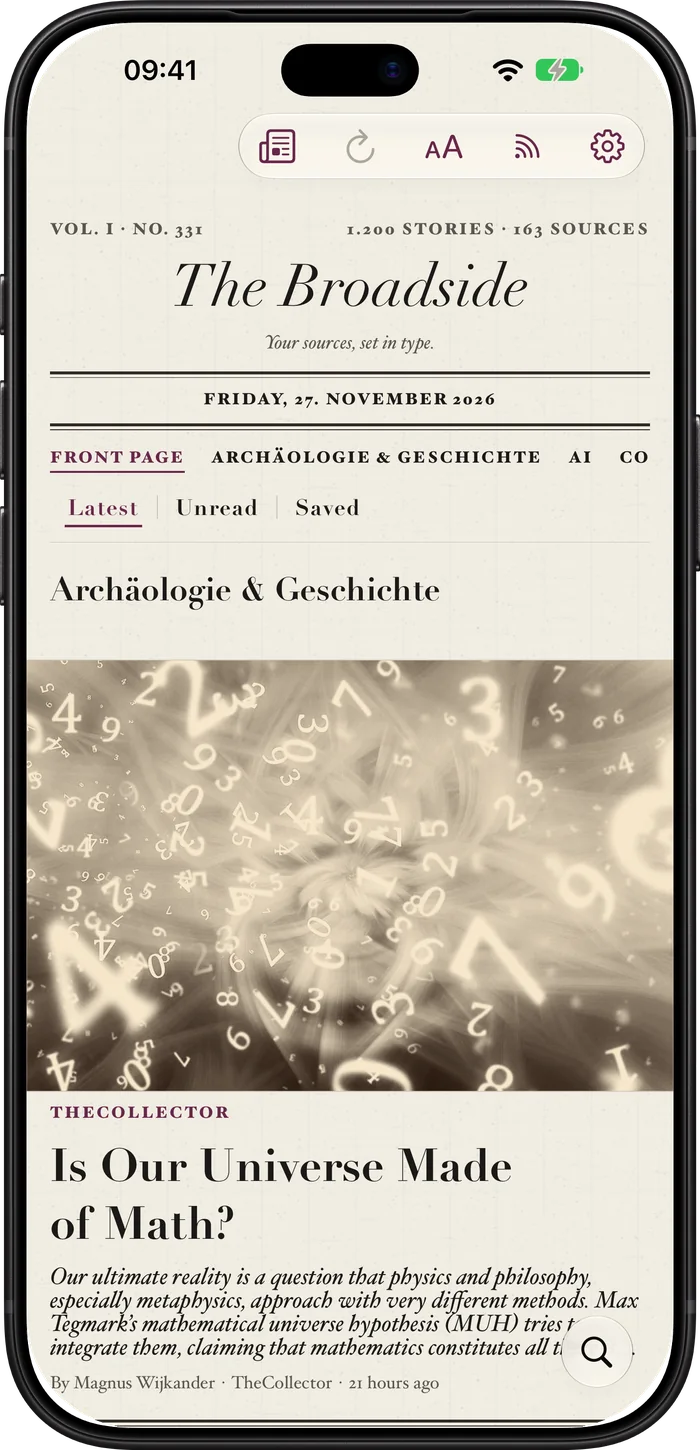 09:41
AA
VOL. I · NO. 331
1.200 STORIES · 163 SOURCES
The Broadside
Your sources, set in type.
FRIDAY, 27. NOVEMBER 2026
FRONT PAGE ARCHÄOLOGIE & GESCHICHTE AI CO
Latest Unread Saved
Archäologie & Geschichte
THECOLLECTOR
Is Our Universe Made
of Math?
Our ultimate reality is a question that physics and philosophy,
especially metaphysics, approach with very different methods. Max
Tegmark's mathematical universe hypothesis (MUH) tries
integrate them, claiming that mathematics constitutes all
By Magnus Wijkander · TheCollector · 21 hours ago